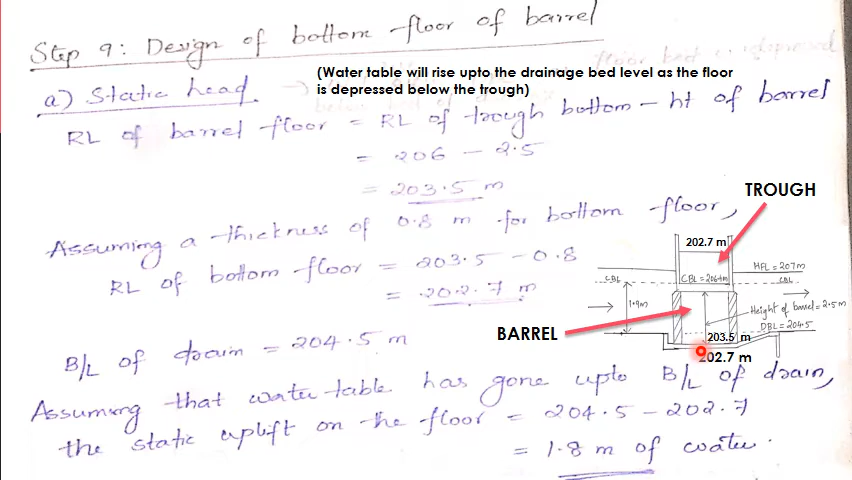 Step 9: Design of bottom floor of barrel
(Water table will rise upto the drainage bed level as the floor
is depressed below the trough)
a) Static head
RL of barrel floor = RL of trough bottom - ht of barrel
= 206 - 2.5
= 203.5 m
Assuming a thickness of 0.8 m for bottom floor,
RL of bottom floor = 203.5 - 0.8
= 202.7 m
B/L of drain = 204.5 m
Assuming that water table has gone upto B/L of drain,
the static uplift on the floor = 204.5 - 202.7
= 1.8 m of water.
TROUGH
202.7 m
HFL = 207m
CBL
CBL
1.9m
Height of barrel = 2.5m
BARREL
DBL = 204.5
203.5 m
202.7 m